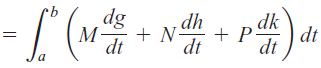 = ∫_a^b (M dg/dt + N dh/dt + P dk/dt) dt